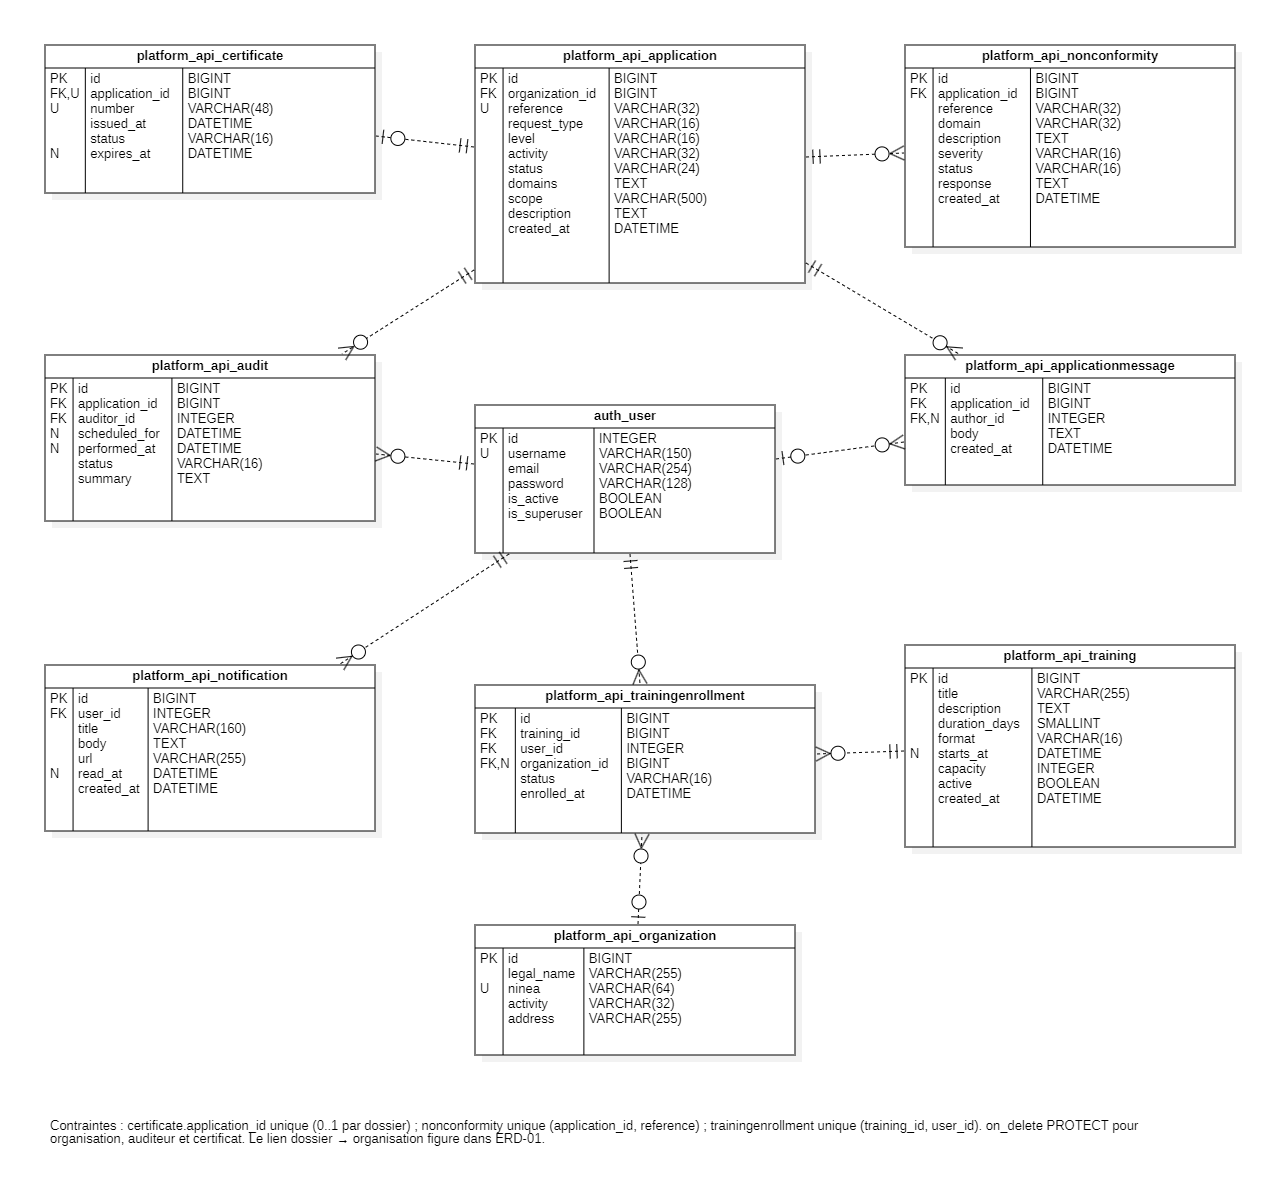 platform_api_certificate
PK id BIGINT
FK,U application_id BIGINT
U number VARCHAR(48)
issued_at DATETIME
status VARCHAR(16)
N expires_at DATETIME
platform_api_application
PK id BIGINT
FK organization_id BIGINT
U reference VARCHAR(32)
request_type VARCHAR(16)
level VARCHAR(16)
activity VARCHAR(32)
status VARCHAR(24)
domains TEXT
scope VARCHAR(500)
description TEXT
created_at DATETIME
platform_api_nonconformity
PK id BIGINT
FK application_id BIGINT
reference VARCHAR(32)
domain VARCHAR(32)
description TEXT
severity VARCHAR(16)
status VARCHAR(16)
response TEXT
created_at DATETIME
platform_api_audit
PK id BIGINT
FK application_id BIGINT
FK auditor_id INTEGER
N scheduled_for DATETIME
N performed_at DATETIME
status VARCHAR(16)
summary TEXT
auth_user
PK id INTEGER
U username VARCHAR(150)
email VARCHAR(254)
password VARCHAR(128)
is_active BOOLEAN
is_superuser BOOLEAN
platform_api_applicationmessage
PK id BIGINT
FK application_id BIGINT
FK,N author_id INTEGER
body TEXT
created_at DATETIME
platform_api_notification
PK id BIGINT
FK user_id INTEGER
title VARCHAR(160)
body TEXT
url VARCHAR(255)
N read_at DATETIME
created_at DATETIME
platform_api_trainingenrollment
PK id BIGINT
FK training_id BIGINT
FK user_id INTEGER
FK,N organization_id BIGINT
status VARCHAR(16)
enrolled_at DATETIME
platform_api_training
PK id BIGINT
title VARCHAR(255)
description TEXT
duration_days SMALLINT
format VARCHAR(16)
N starts_at DATETIME
capacity INTEGER
active BOOLEAN
created_at DATETIME
platform_api_organization
PK id BIGINT
legal_name VARCHAR(255)
U ninea VARCHAR(64)
activity VARCHAR(32)
address VARCHAR(255)
Contraintes : certificate.application_id unique (0..1 par dossier) ; nonconformity unique (application_id, reference) ; trainingenrollment unique (training_id, user_id). on_delete PROTECT pour
organisation, auditeur et certificat. Le lien dossier → organisation figure dans ERD-01.